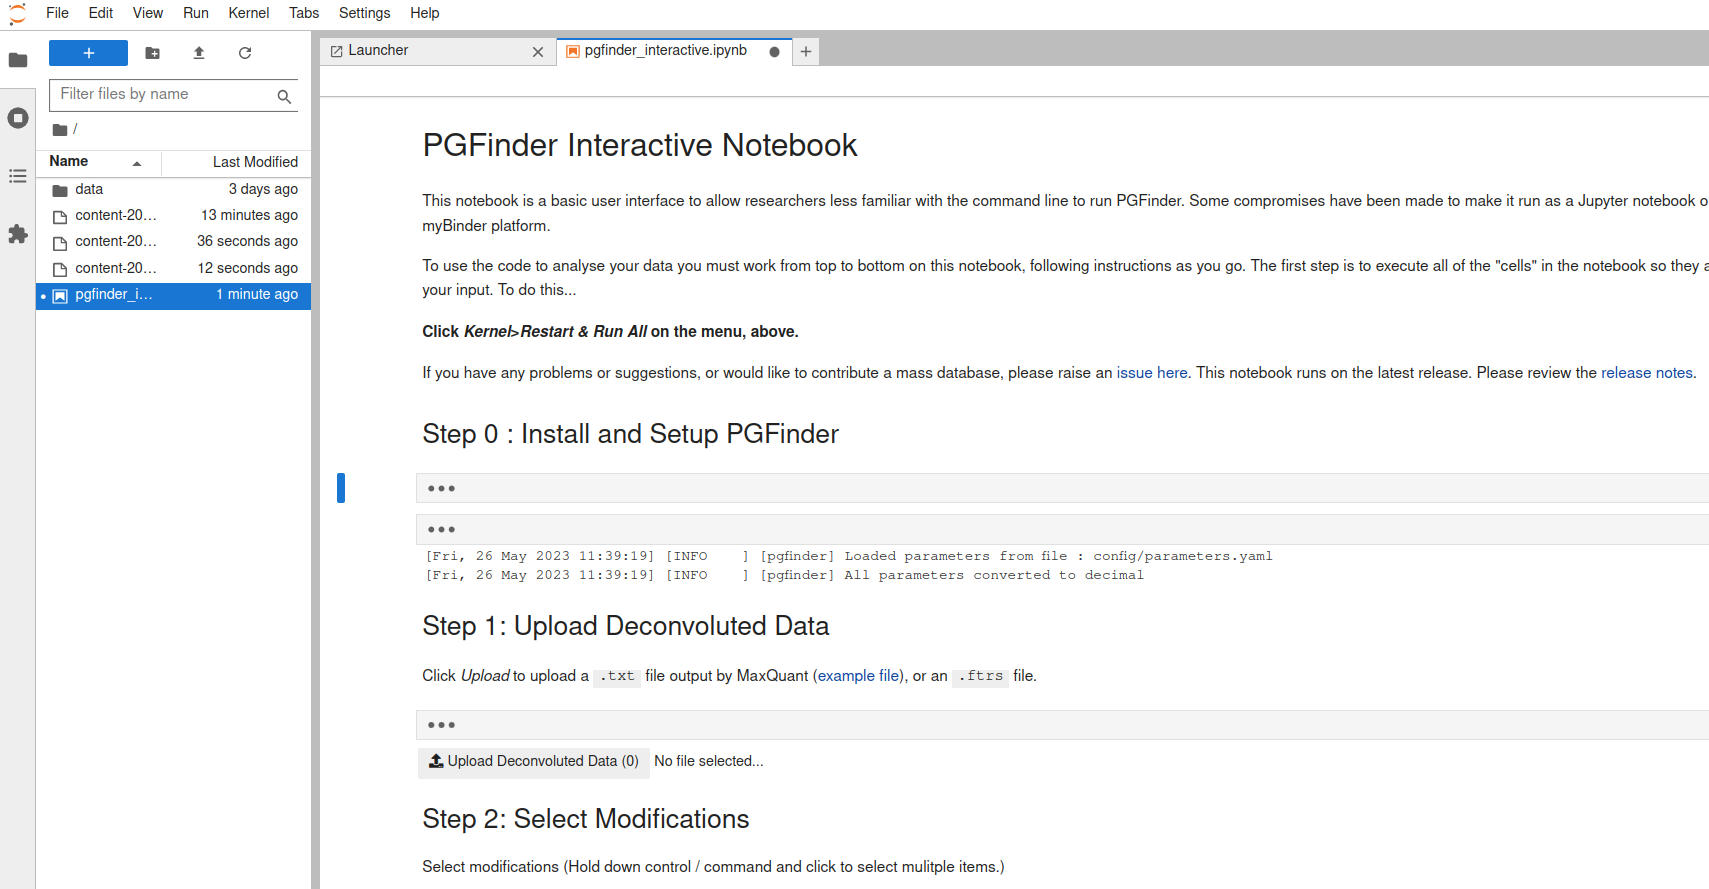 File Edit View Run Kernel Tabs Settings Help
Launcher
pgfinder_interactive.ipynb
Filter files by name
/
Name Last Modified
data 3 days ago
content-20… 13 minutes ago
content-20… 36 seconds ago
content-20… 12 seconds ago
pgfinder_i… 1 minute ago
PGFinder Interactive Notebook
This notebook is a basic user interface to allow researchers less familiar with the command line to run PGFinder. Some compromises have been made to make it run as a Jupyter notebook o
myBinder platform.
To use the code to analyse your data you must work from top to bottom on this notebook, following instructions as you go. The first step is to execute all of the "cells" in the notebook so they a
your input. To do this...
Click Kernel>Restart & Run All on the menu, above.
If you have any problems or suggestions, or would like to contribute a mass database, please raise an issue here. This notebook runs on the latest release. Please review the release notes.
Step 0 : Install and Setup PGFinder
[Fri, 26 May 2023 11:39:19] [INFO    ] [pgfinder] Loaded parameters from file : config/parameters.yaml
[Fri, 26 May 2023 11:39:19] [INFO    ] [pgfinder] All parameters converted to decimal
Step 1: Upload Deconvoluted Data
Click Upload to upload a .txt file output by MaxQuant (example file), or an .ftrs file.
Upload Deconvoluted Data (0) No file selected...
Step 2: Select Modifications
Select modifications (Hold down control / command and click to select mulitple items.)